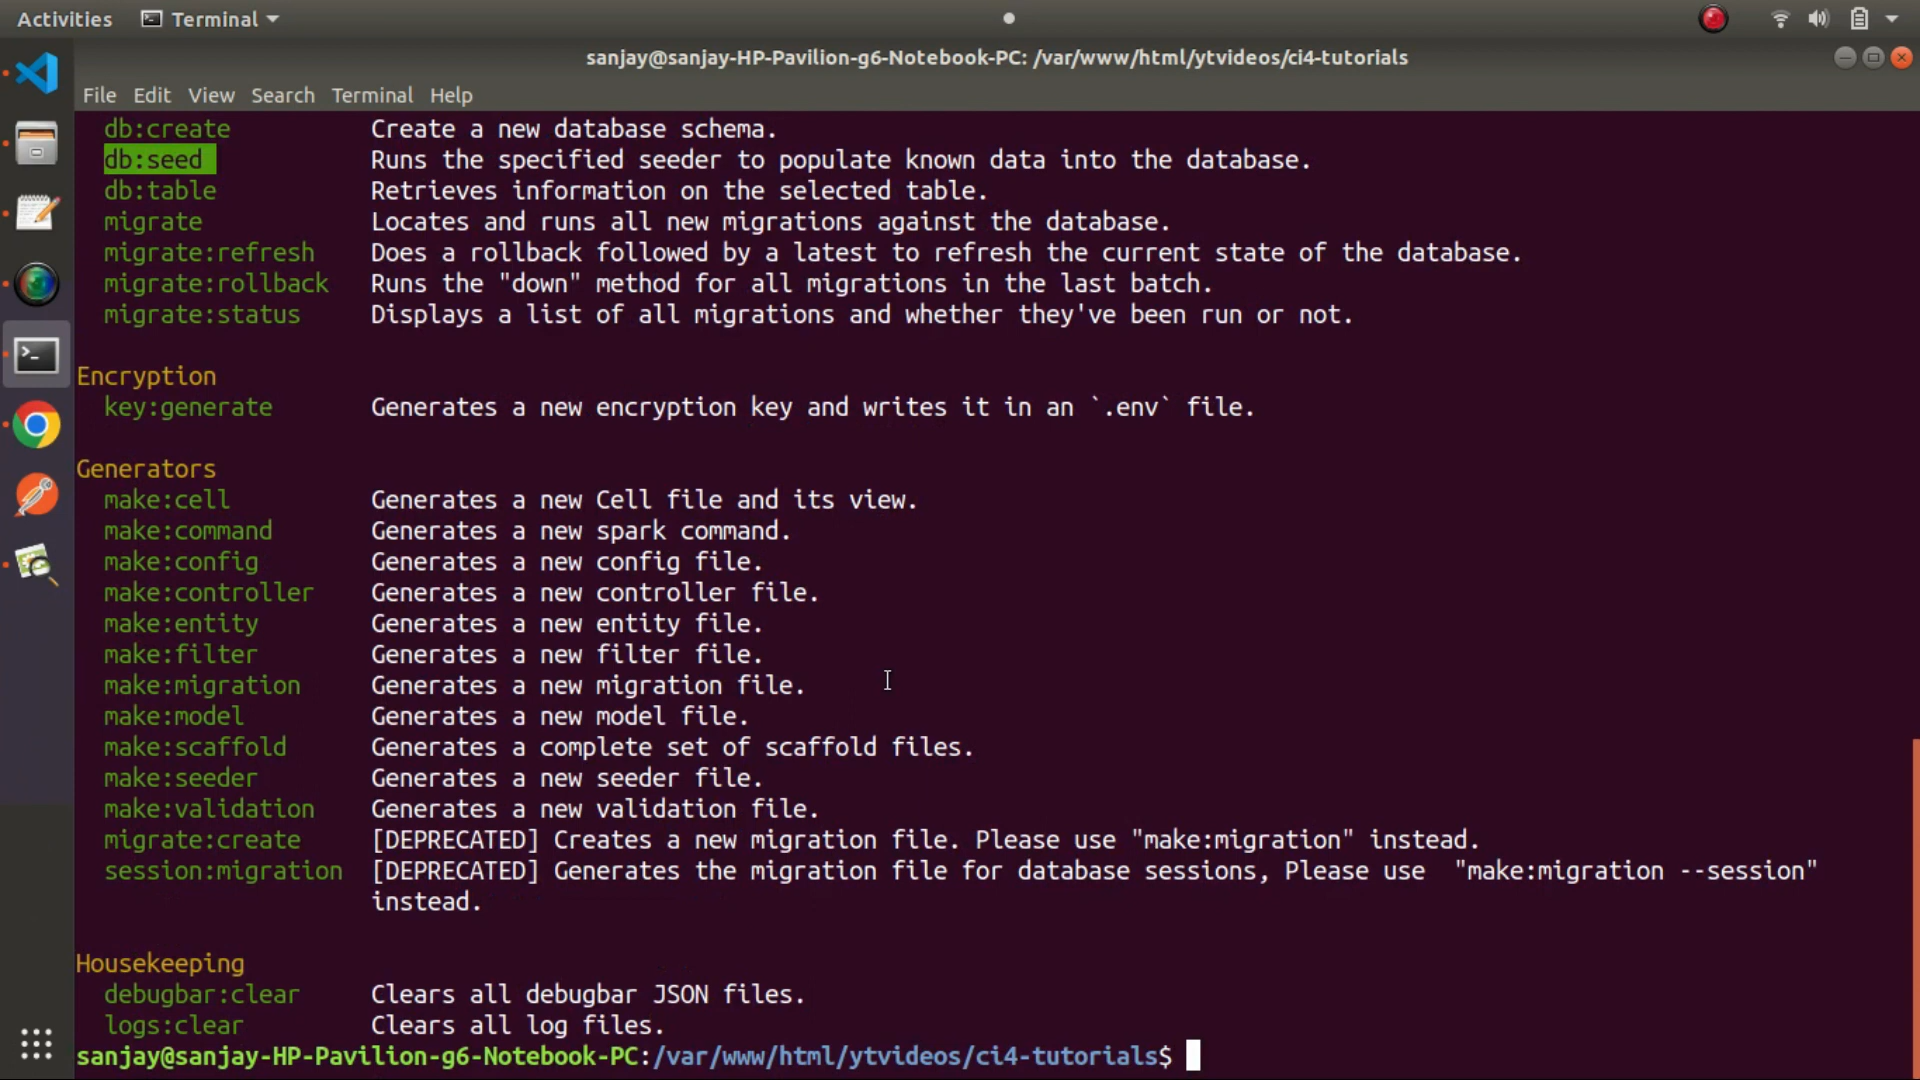 Activities Terminal
sanjay@sanjay-HP-Pavilion-g6-Notebook-PC: /var/www/html/ytvideos/ci4-tutorials
File Edit View Search Terminal Help
db:create Create a new database schema.
db:seed Runs the specified seeder to populate known data into the database.
db:table Retrieves information on the selected table.
migrate Locates and runs all new migrations against the database.
migrate:refresh Does a rollback followed by a latest to refresh the current state of the database.
migrate:rollback Runs the "down" method for all migrations in the last batch.
migrate:status Displays a list of all migrations and whether they've been run or not.
Encryption
key:generate Generates a new encryption key and writes it in an `.env` file.
Generators
make:cell Generates a new Cell file and its view.
make:command Generates a new spark command.
make:config Generates a new config file.
make:controller Generates a new controller file.
make:entity Generates a new entity file.
make:filter Generates a new filter file.
make:migration Generates a new migration file.
make:model Generates a new model file.
make:scaffold Generates a complete set of scaffold files.
make:seeder Generates a new seeder file.
make:validation Generates a new validation file.
migrate:create [DEPRECATED] Creates a new migration file. Please use "make:migration" instead.
session:migration [DEPRECATED] Generates the migration file for database sessions, Please use  "make:migration --session"
instead.
Housekeeping
debugbar:clear Clears all debugbar JSON files.
logs:clear Clears all log files.
sanjay@sanjay-HP-Pavilion-g6-Notebook-PC:/var/www/html/ytvideos/ci4-tutorials$